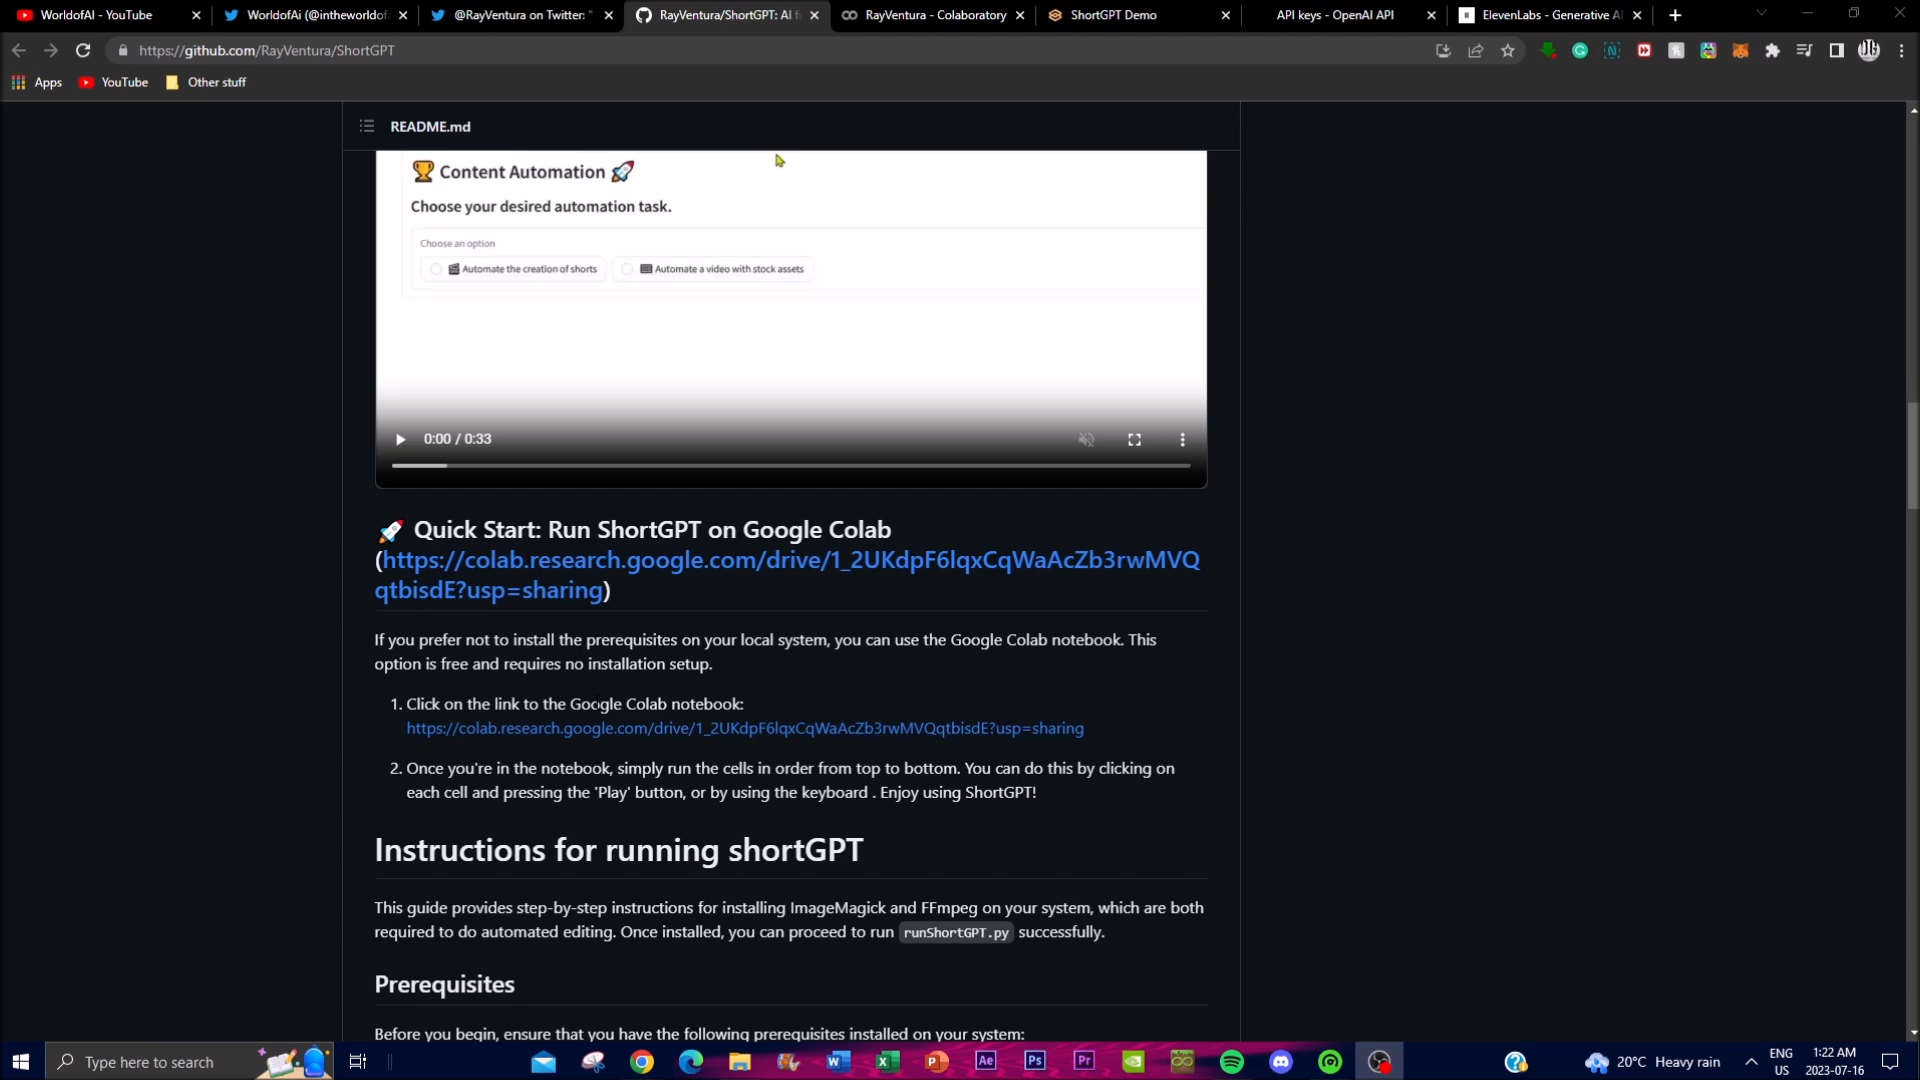 WorldofAI - YouTube
WorldofAi (@intheworldof
@RayVentura on Twitter: "
RayVentura/ShortGPT: AI f
RayVentura - Colaboratory
ShortGPT Demo
API keys - OpenAI API
ElevenLabs - Generative AI
https://github.com/RayVentura/ShortGPT
Apps
YouTube
Other stuff
README.md
Content Automation
Choose your desired automation task.
Choose an option
Automate the creation of shorts
Automate a video with stock assets
0:00 / 0:33
Quick Start: Run ShortGPT on Google Colab
(https://colab.research.google.com/drive/1_2UKdpF6lqxCqWaAcZb3rwMVQ
qtbisdE?usp=sharing)
If you prefer not to install the prerequisites on your local system, you can use the Google Colab notebook. This
option is free and requires no installation setup.
1. Click on the link to the Google Colab notebook:
https://colab.research.google.com/drive/1_2UKdpF6lqxCqWaAcZb3rwMVQqtbisdE?usp=sharing
2. Once you're in the notebook, simply run the cells in order from top to bottom. You can do this by clicking on
each cell and pressing the 'Play' button, or by using the keyboard . Enjoy using ShortGPT!
Instructions for running shortGPT
This guide provides step-by-step instructions for installing ImageMagick and FFmpeg on your system, which are both
required to do automated editing. Once installed, you can proceed to run runShortGPT.py successfully.
Prerequisites
Before you begin, ensure that you have the following prerequisites installed on your system:
Type here to search
Ae
Ps
Pr
20°C Heavy rain
ENG
US
1:22 AM
2023-07-16